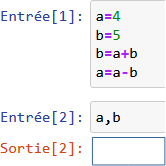 Entrée[1]: a=4
b=5
b=a+b
a=a-b
Entrée[2]: a,b
Sortie[2]: